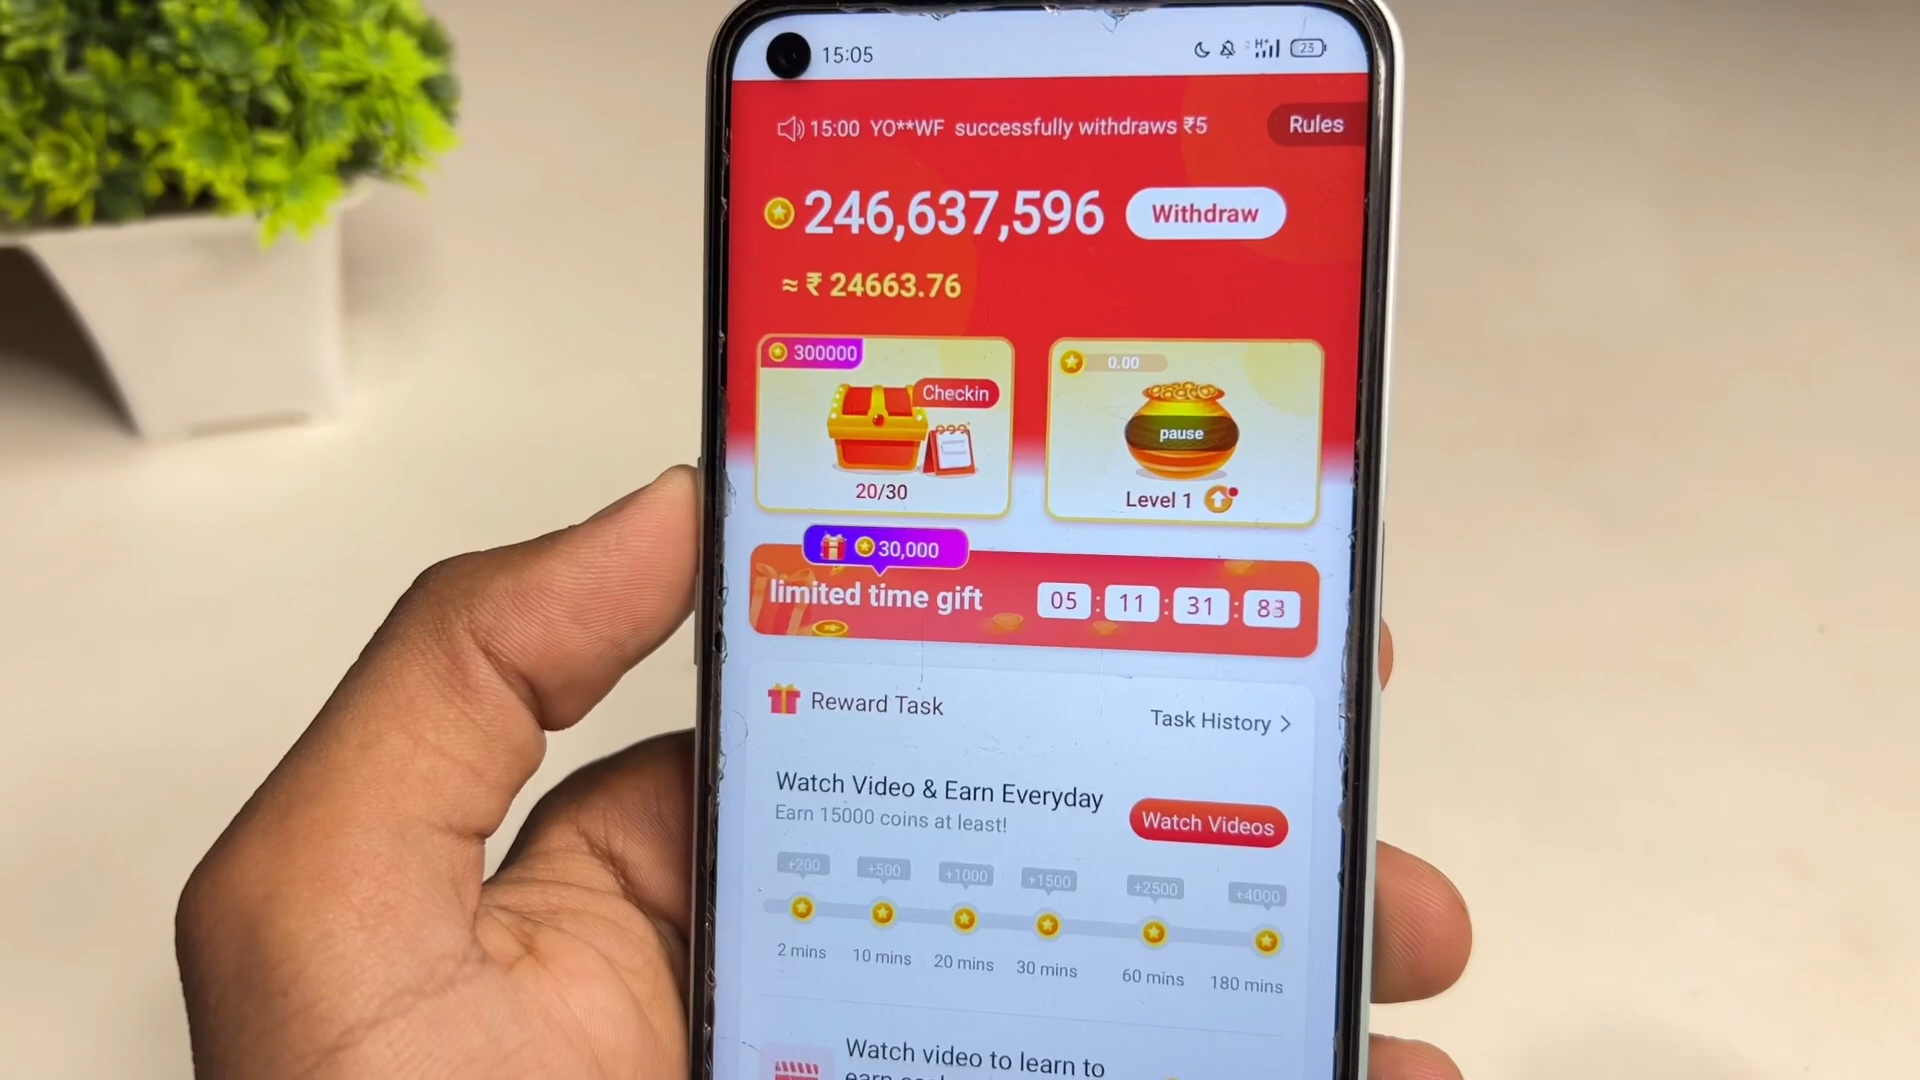 15:05
H+ 23
15:00 YO**WF successfully withdraws ₹5
Rules
246,637,596
Withdraw
≈ ₹ 24663.76
300000
Checkin
20/30
0.00
pause
Level 1
30,000
limited time gift
05 : 11 : 31 :
Reward Task
Task History >
Watch Video & Earn Everyday
Earn 15000 coins at least!
Watch Videos
+200 +500 +1000 +1500 +2500 +4000
2 mins 10 mins 20 mins 30 mins 60 mins 180 mins
Watch video to learn to